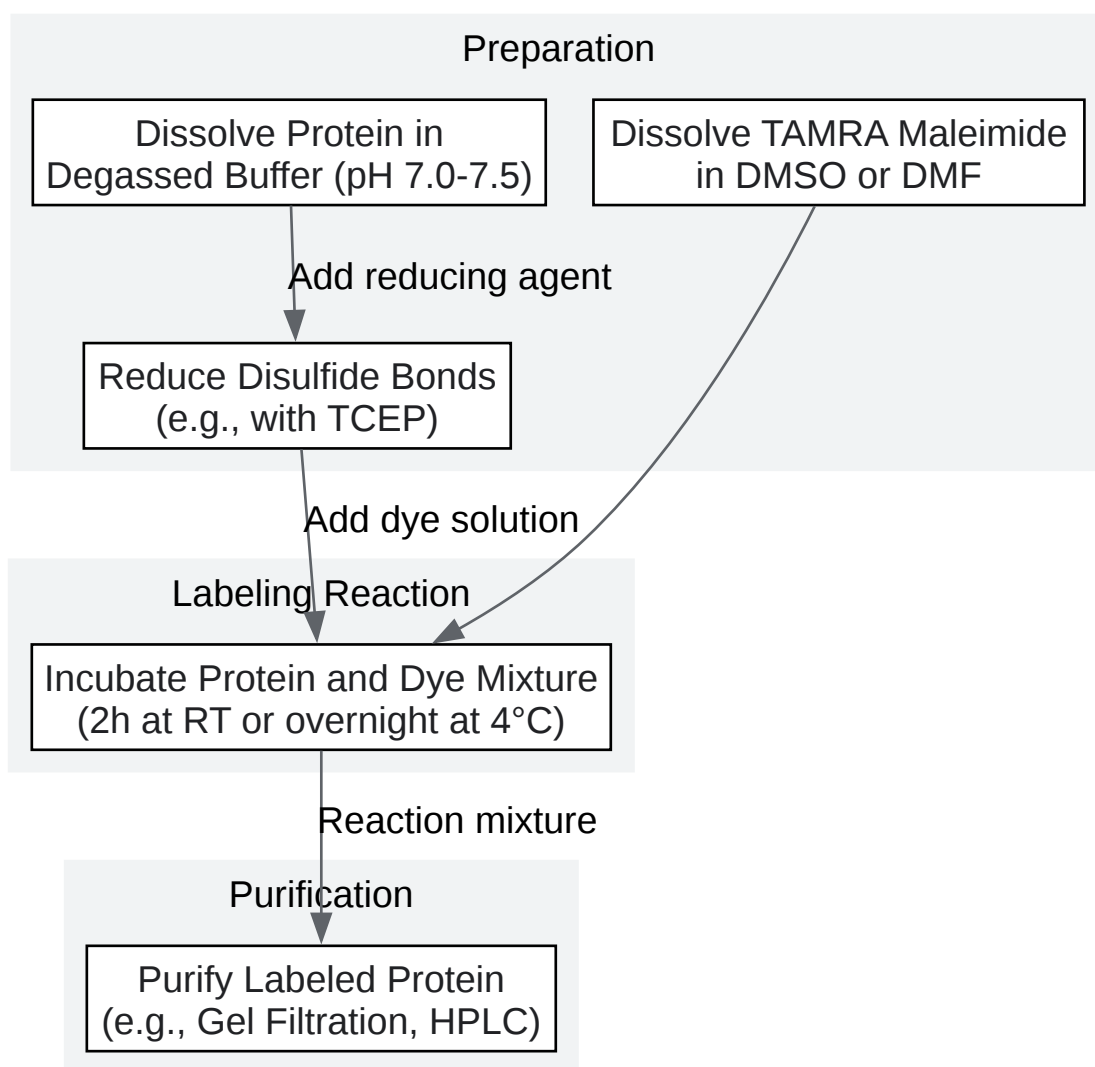 Preparation
Dissolve Protein in
Degassed Buffer (pH 7.0-7.5)
Dissolve TAMRA Maleimide
in DMSO or DMF
Add reducing agent
Reduce Disulfide Bonds
(e.g., with TCEP)
Add dye solution
Labeling Reaction
Incubate Protein and Dye Mixture
(2h at RT or overnight at 4°C)
Reaction mixture
Purification
Purify Labeled Protein
(e.g., Gel Filtration, HPLC)